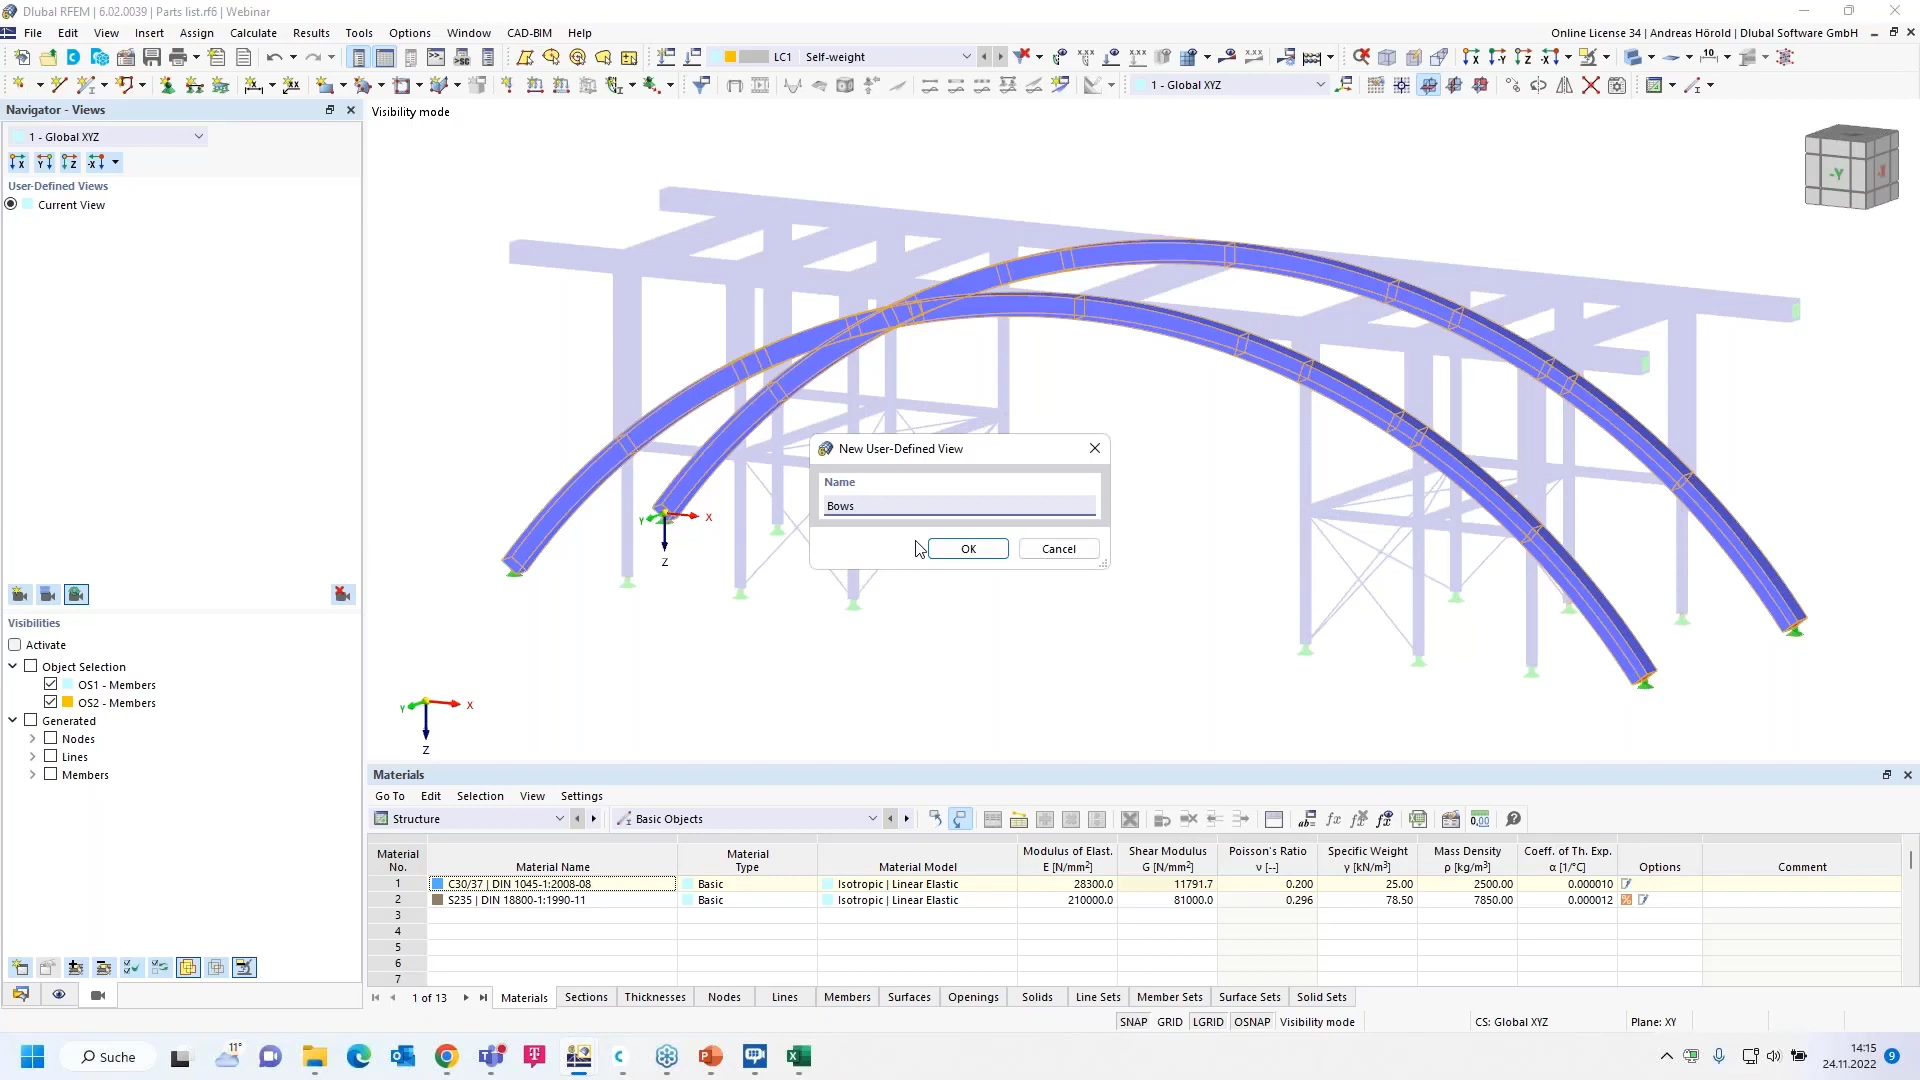 Dlubal RFEM | 6.02.0039 | Parts list.rf6 | Webinar
File Edit View Insert Assign Calculate Results Tools Options Window CAD-BIM Help
Online License 34 | Andreas Hörold | Dlubal Software GmbH
LC1 Self-weight
1 - Global XYZ
Navigator - Views
1 - Global XYZ
User-Defined Views
Current View
Visibilities
Activate
Object Selection
OS1 - Members
OS2 - Members
Generated
Nodes
Lines
Members
Visibility mode
-Y
New User-Defined View
Name
Bows
OK Cancel
Y X
Z
Y X
Z
Materials
Go To Edit Selection View Settings
Structure Basic Objects
Material No. Material Name Material Type Material Model Modulus of Elast. E [N/mm²] Shear Modulus G [N/mm²] Poisson's Ratio ν [--] Specific Weight γ [kN/m³] Mass Density ρ [kg/m³] Coeff. of Th. Exp. α [1/°C] Options Comment
1 C30/37 | DIN 1045-1:2008-08 Basic Isotropic | Linear Elastic 28300.0 11791.7 0.200 25.00 2500.00 0.000010
2 S235 | DIN 18800-1:1990-11 Basic Isotropic | Linear Elastic 210000.0 81000.0 0.296 78.50 7850.00 0.000012
3
4
5
6
7
1 of 13 Materials Sections Thicknesses Nodes Lines Members Surfaces Openings Solids Line Sets Member Sets Surface Sets Solid Sets
SNAP GRID LGRID OSNAP Visibility mode CS: Global XYZ Plane: XY
Suche 11° 14:15
24.11.2022 9